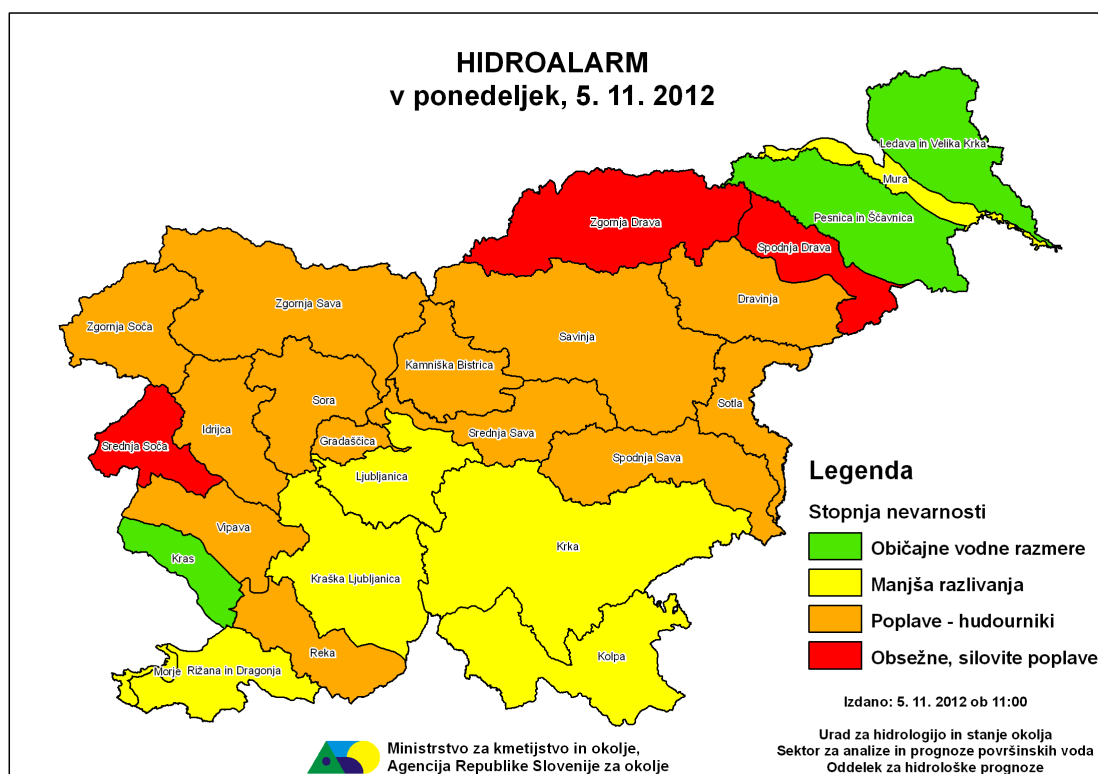 HIDROALARM
v ponedeljek, 5. 11. 2012
Ledava in Velika Krka
Mura
Pesnica in Ščavnica
Zgornja Drava
Spodnja Drava
Dravinja
Zgornja Sava
Zgornja Soča
Savinja
Kamniška Bistrica
Sora
Sotla
Idrijca
Gradaščica
Srednja Sava
Srednja Soča
Spodnja Sava
Ljubljanica
Vipava
Krka
Kras
Kraška Ljubljanica
Reka
Kolpa
Morje
Rižana in Dragonja
Legenda
Stopnja nevarnosti
Običajne vodne razmere
Manjša razlivanja
Poplave - hudourniki
Obsežne, silovite poplave
Izdano: 5. 11. 2012 ob 11:00
Urad za hidrologijo in stanje okolja
Sektor za analize in prognoze površinskih voda
Oddelek za hidrološke prognoze
Ministrstvo za kmetijstvo in okolje,
Agencija Republike Slovenije za okolje